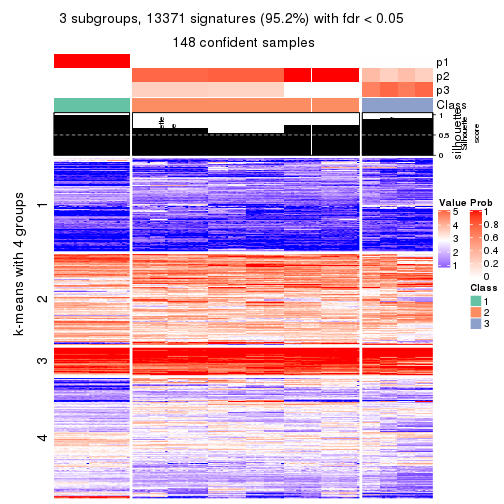 3 subgroups, 13371 signatures (95.2%) with fdr < 0.05
148 confident samples
p1
p2
p3
Class
1
0.5
0
silhouette
Silhouette
score
k-means with 4 groups
1
2
3
4
Value
5
4
3
2
1
Prob
1
0.8
0.6
0.4
0.2
0
Class
1
2
3